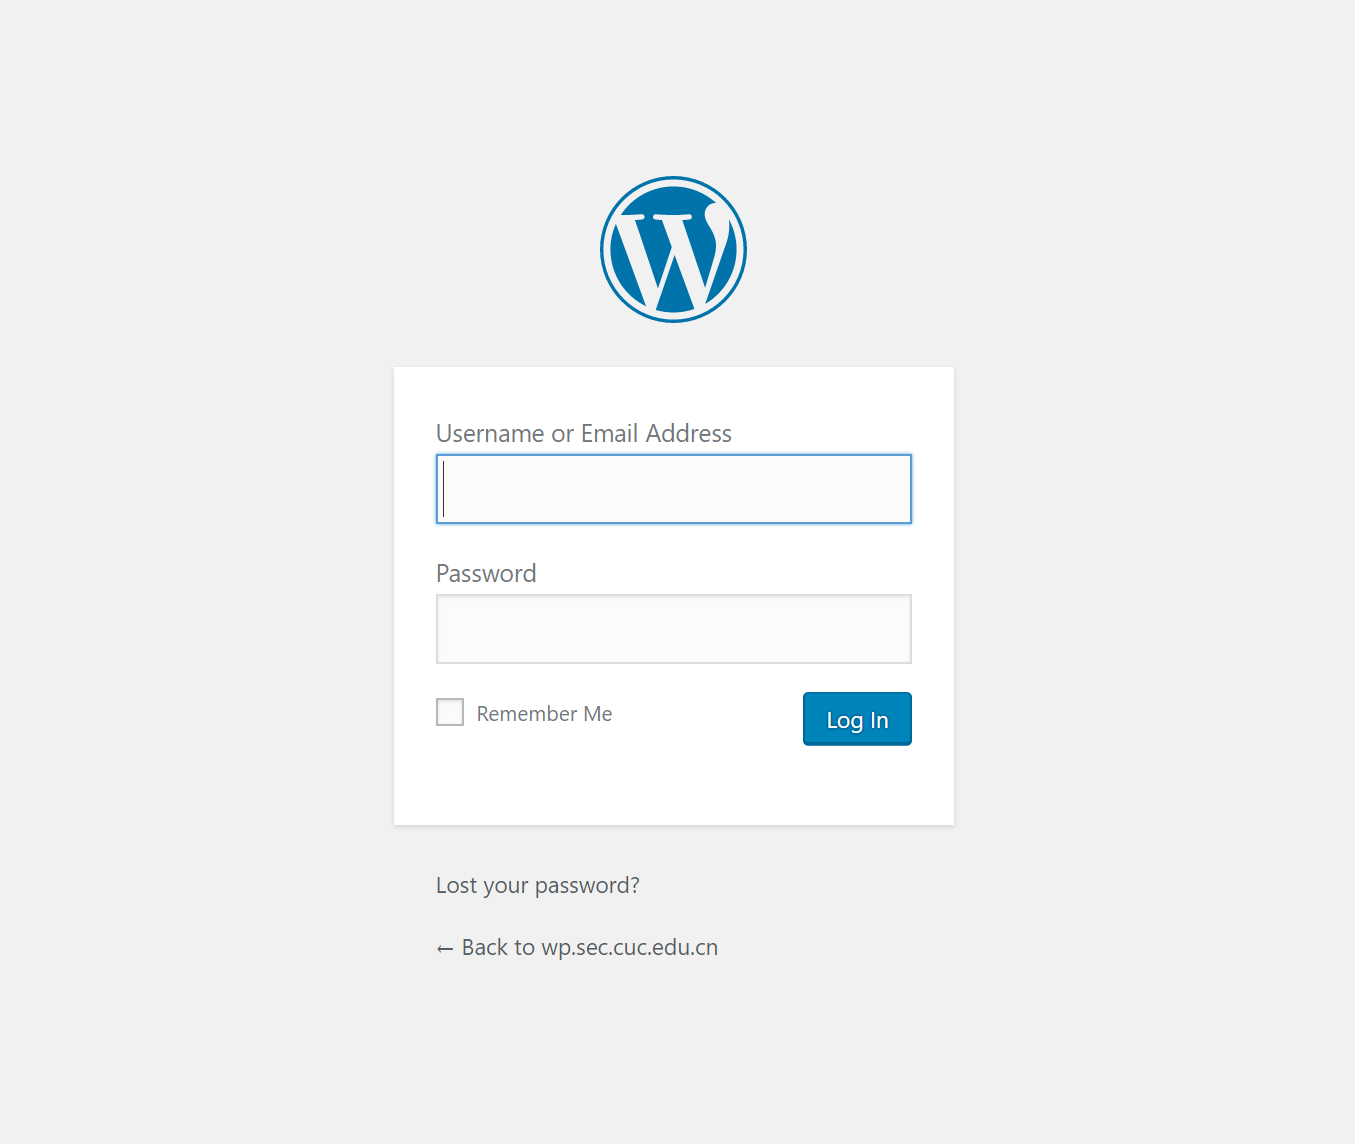 Username or Email Address
Password
Remember Me
Log In
Lost your password?
← Back to wp.sec.cuc.edu.cn